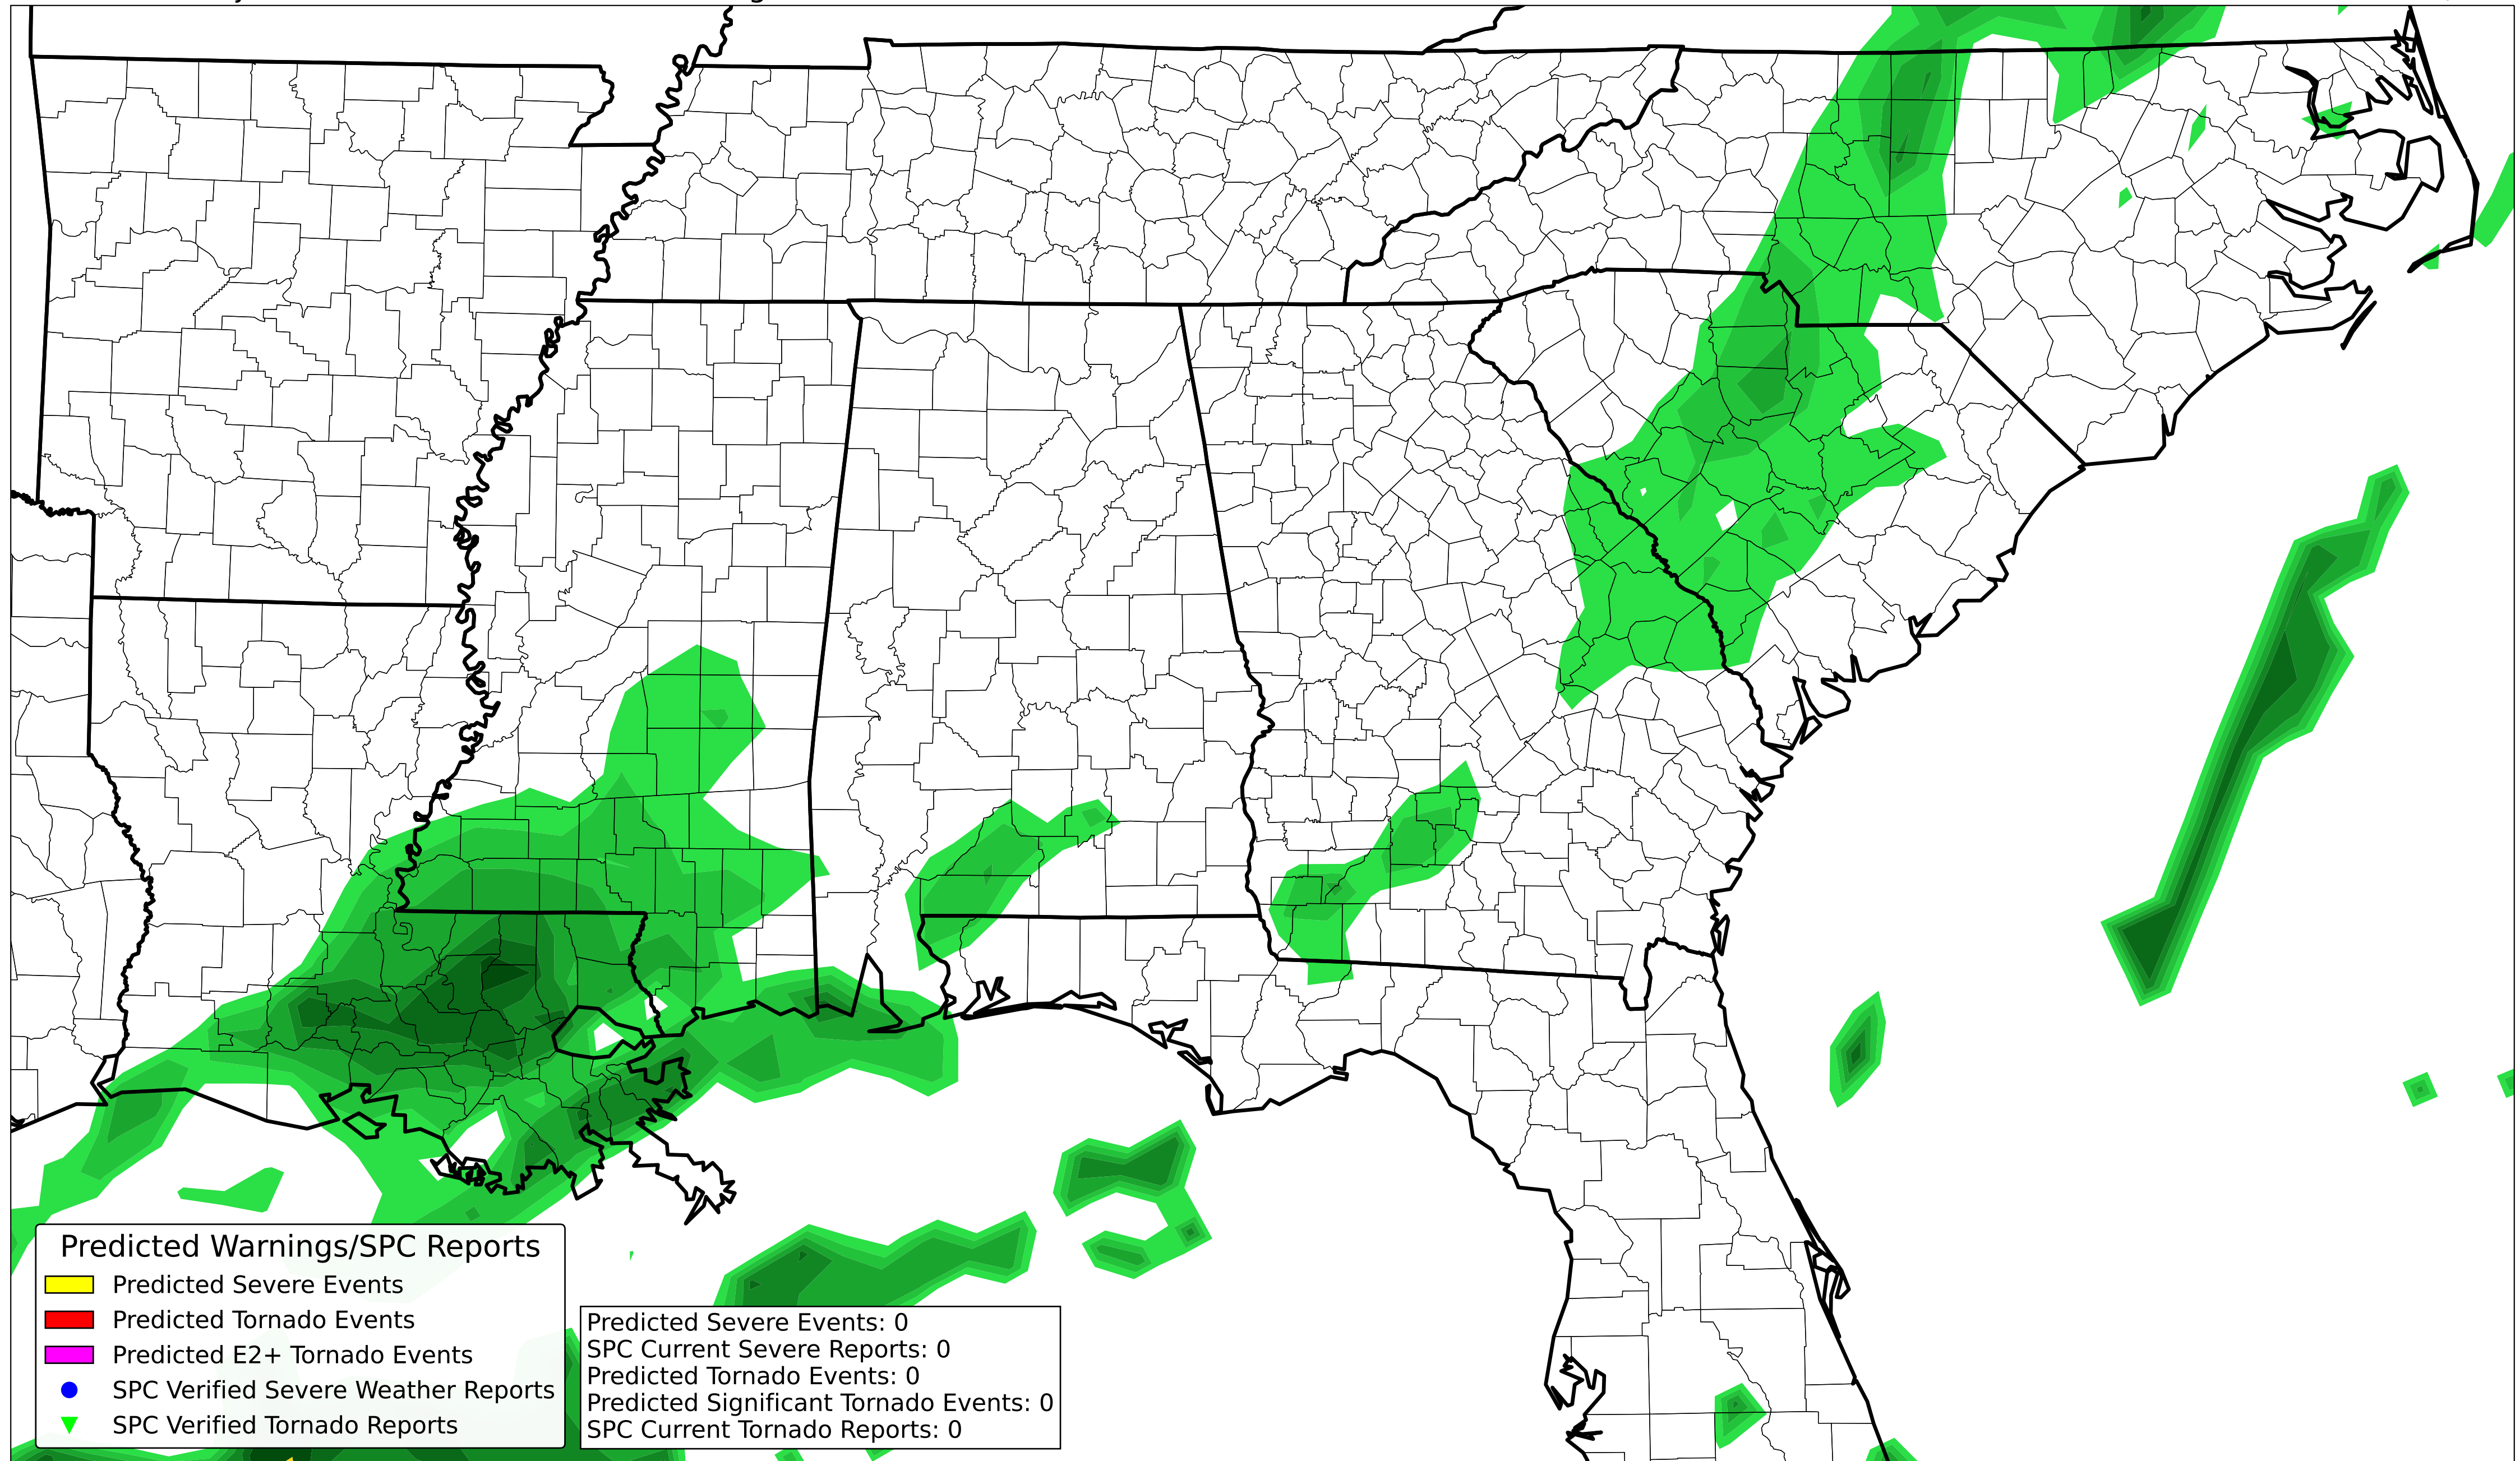 Predicted Warnings/SPC Reports
Predicted Severe Events
Predicted Tornado Events
Predicted E2+ Tornado Events
SPC Verified Severe Weather Reports
SPC Verified Tornado Reports
Predicted Severe Events: 0
SPC Current Severe Reports: 0
Predicted Tornado Events: 0
Predicted Significant Tornado Events: 0
SPC Current Tornado Reports: 0